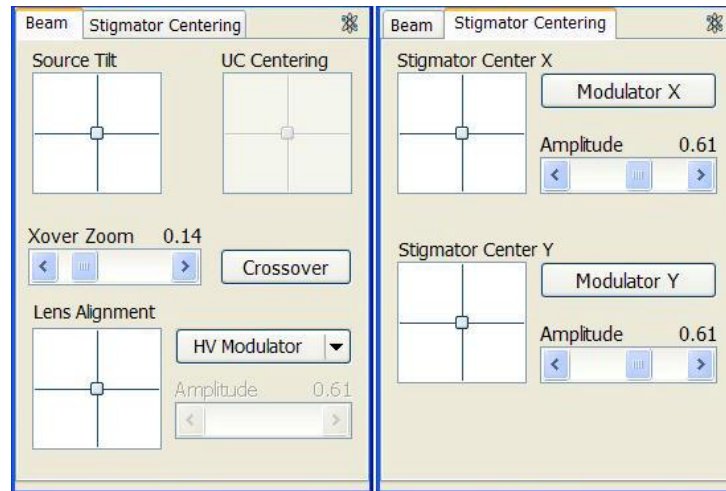 Beam Stigmator Centering
Source Tilt UC Centering
Xover Zoom 0.14
Crossover
Lens Alignment
HV Modulator
Amplitude 0.61
Beam Stigmator Centering
Stigmator Center X
Modulator X
Amplitude 0.61
Stigmator Center Y
Modulator Y
Amplitude 0.61